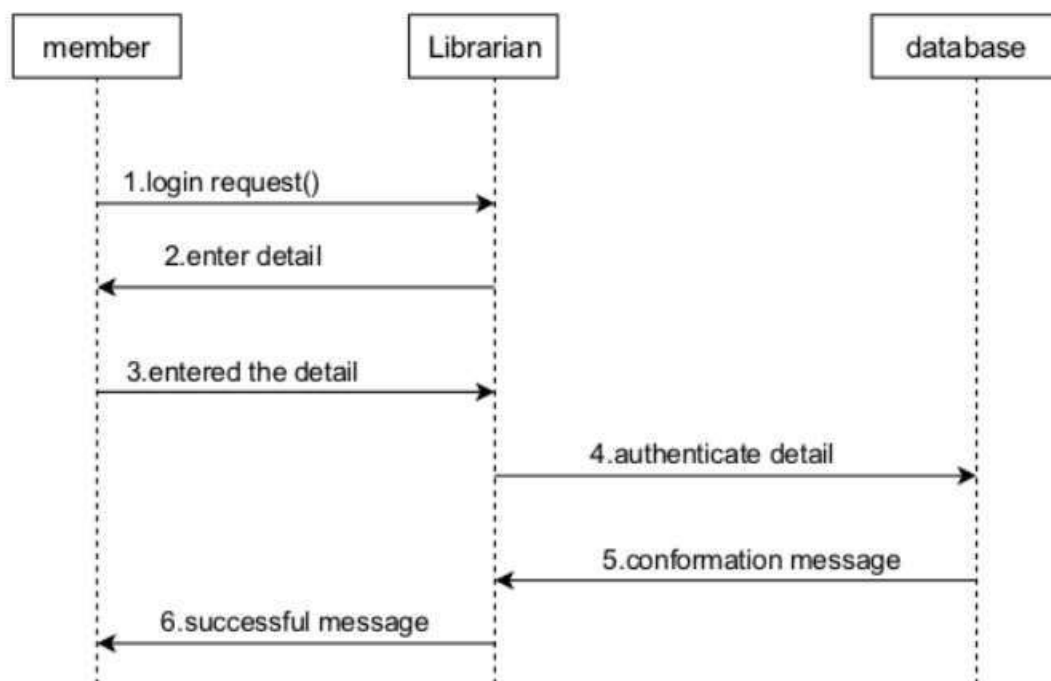 member
Librarian
database
1.login request()
2.enter detail
3.entered the detail
4.authenticate detail
5.conformation message
6.successful message